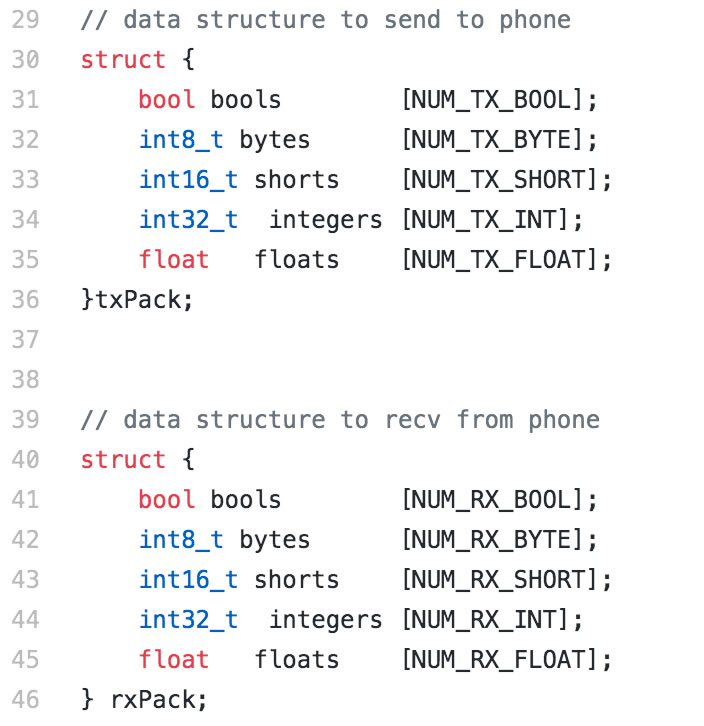 29 // data structure to send to phone
30 struct {
31     bool bools        [NUM_TX_BOOL];
32     int8_t bytes      [NUM_TX_BYTE];
33     int16_t shorts    [NUM_TX_SHORT];
34     int32_t  integers [NUM_TX_INT];
35     float   floats    [NUM_TX_FLOAT];
36 }txPack;
37
38
39 // data structure to recv from phone
40 struct {
41     bool bools        [NUM_RX_BOOL];
42     int8_t bytes      [NUM_RX_BYTE];
43     int16_t shorts    [NUM_RX_SHORT];
44     int32_t  integers [NUM_RX_INT];
45     float   floats    [NUM_RX_FLOAT];
46 } rxPack;